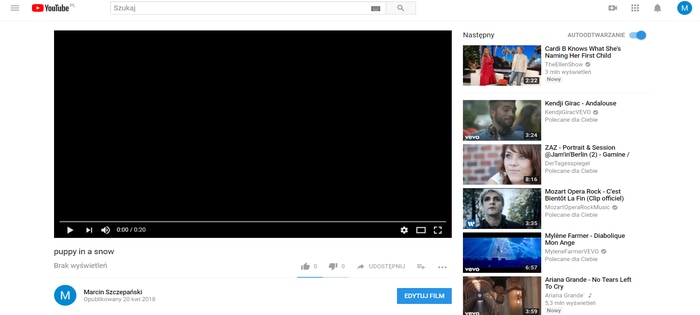 YouTube PL
Szukaj
M
0:00 / 0:20
puppy in a snow
Brak wyświetleń
0
0
UDOSTĘPNIJ
M
Marcin Szczepański
Opublikowany 20 kwi 2018
EDYTUJ FILM
Następny
AUTOODTWARZANIE
2:22
Cardi B Knows What She's
Naming Her First Child
TheEllenShow
3 mln wyświetleń
Nowy
vevo
3:24
Kendji Girac - Andalouse
KendjiGiracVEVO
Polecane dla Ciebie
8:16
ZAZ - Portrait & Session
@Jam'in'Berlin (2) - Gamine /
DerTagesspiegel
Polecane dla Ciebie
W
3:35
Mozart Opera Rock - C'est
Bientôt La Fin (Clip officiel)
MozartOperaRockMusic
Polecane dla Ciebie
vevo
6:57
Mylène Farmer - Diabolique
Mon Ange
MyleneFarmerVEVO
Polecane dla Ciebie
vevo
3:59
Ariana Grande - No Tears Left
To Cry
Ariana Grande
5,3 mln wyświetleń
Nowy